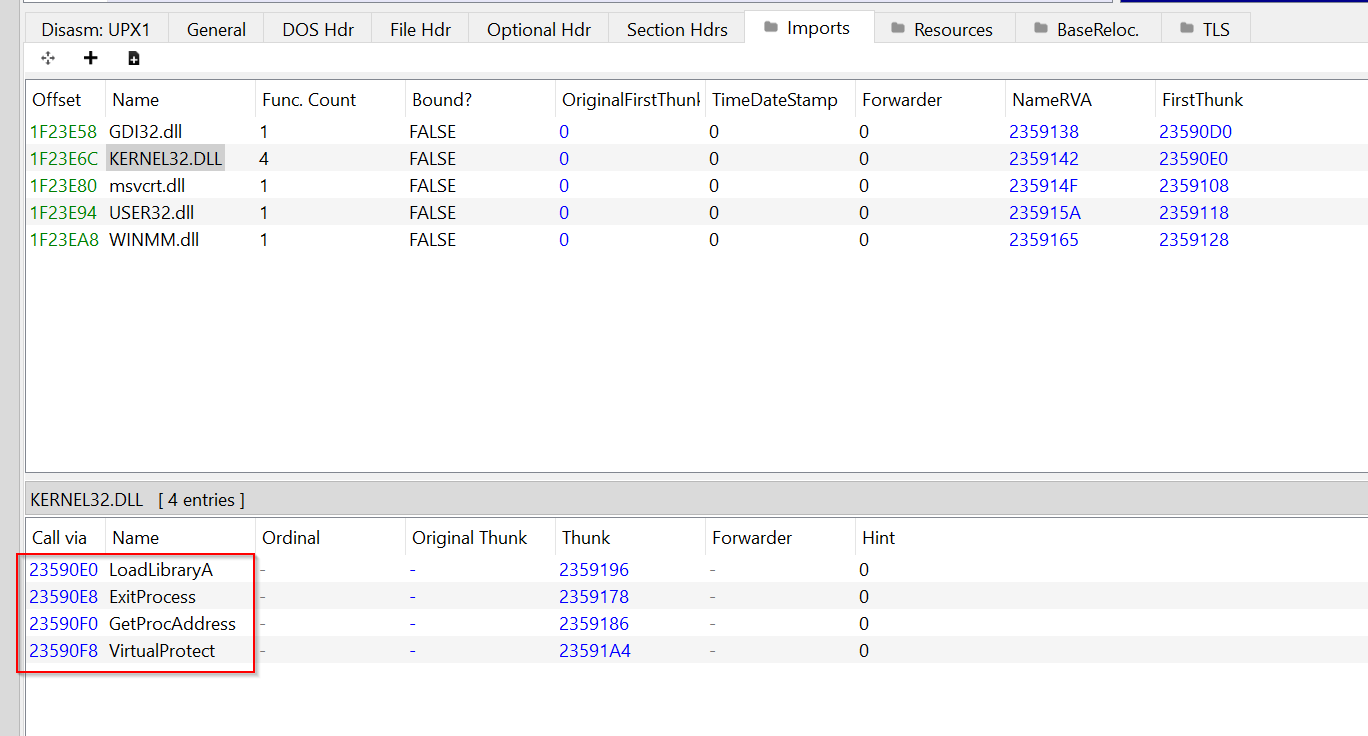 Disasm: UPX1 General DOS Hdr File Hdr Optional Hdr Section Hdrs Imports Resources BaseReloc. TLS
Offset Name Func. Count Bound? OriginalFirstThunk TimeDateStamp Forwarder NameRVA FirstThunk
1F23E58 GDI32.dll 1 FALSE 0 0 0 2359138 23590D0
1F23E6C KERNEL32.DLL 4 FALSE 0 0 0 2359142 23590E0
1F23E80 msvcrt.dll 1 FALSE 0 0 0 235914F 2359108
1F23E94 USER32.dll 1 FALSE 0 0 0 235915A 2359118
1F23EA8 WINMM.dll 1 FALSE 0 0 0 2359165 2359128
KERNEL32.DLL [ 4 entries ]
Call via Name Ordinal Original Thunk Thunk Forwarder Hint
23590E0 LoadLibraryA - - 2359196 - 0
23590E8 ExitProcess - - 2359178 - 0
23590F0 GetProcAddress - - 2359186 - 0
23590F8 VirtualProtect - - 23591A4 - 0